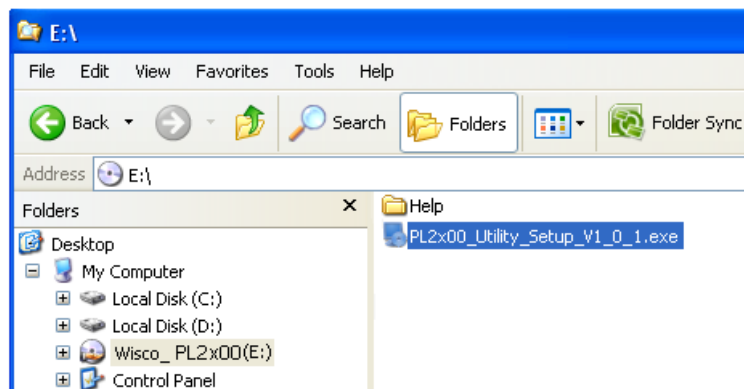 E:\
File Edit View Favorites Tools Help
Back Search Folders Folder Sync
Address E:\
Folders
Help
PL2x00_Utility_Setup_V1_0_1.exe
Desktop
My Computer
Local Disk (C:)
Local Disk (D:)
Wisco_ PL2x00(E:)
Control Panel